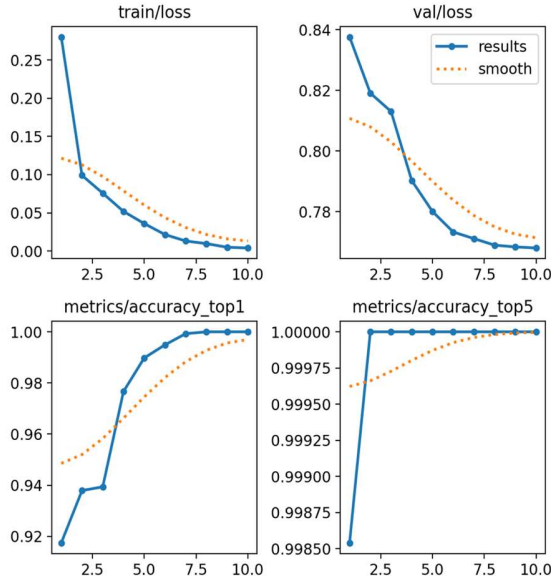 train/loss
val/loss
0.25
0.20
0.15
0.10
0.05
0.00
2.5 5.0 7.5 10.0
0.84
0.82
0.80
0.78
results
smooth
2.5 5.0 7.5 10.0
metrics/accuracy_top1
metrics/accuracy_top5
1.00
0.98
0.96
0.94
0.92
2.5 5.0 7.5 10.0
1.00000
0.99975
0.99950
0.99925
0.99900
0.99875
0.99850
2.5 5.0 7.5 10.0